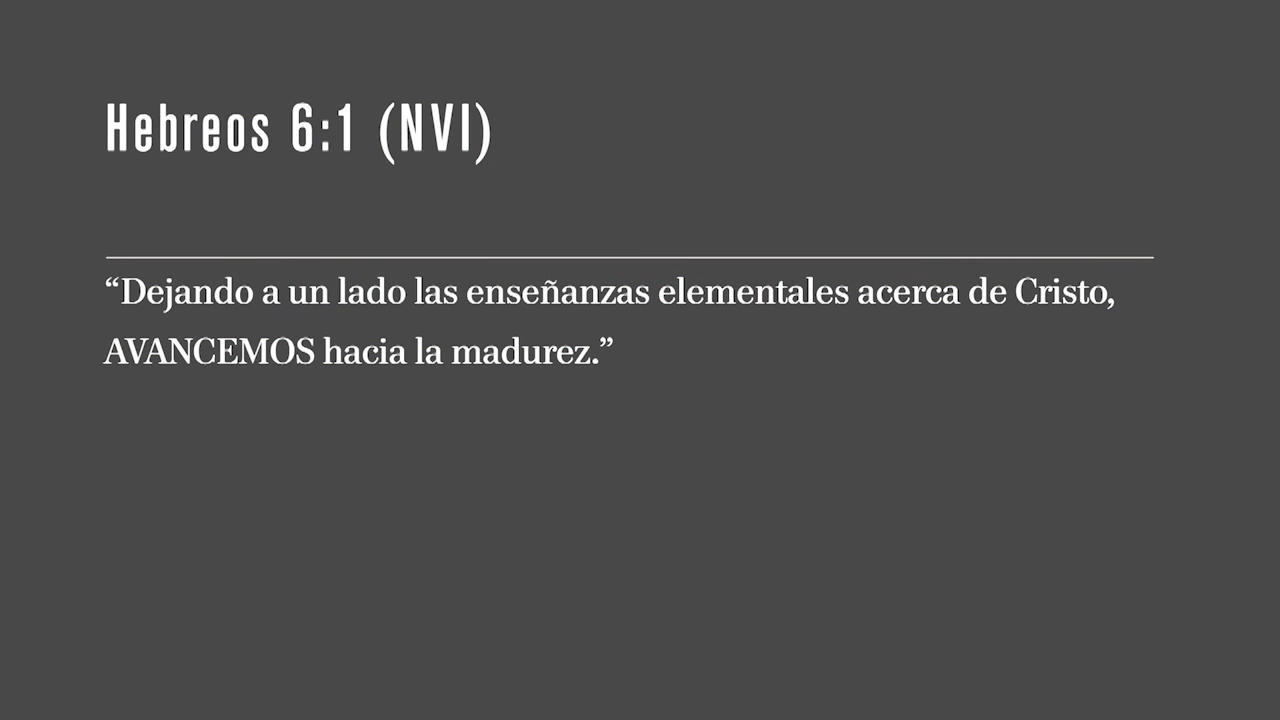 Hebreos 6:1 (NVI)
“Dejando a un lado las enseñanzas elementales acerca de Cristo,
AVANCEMOS hacia la madurez.”